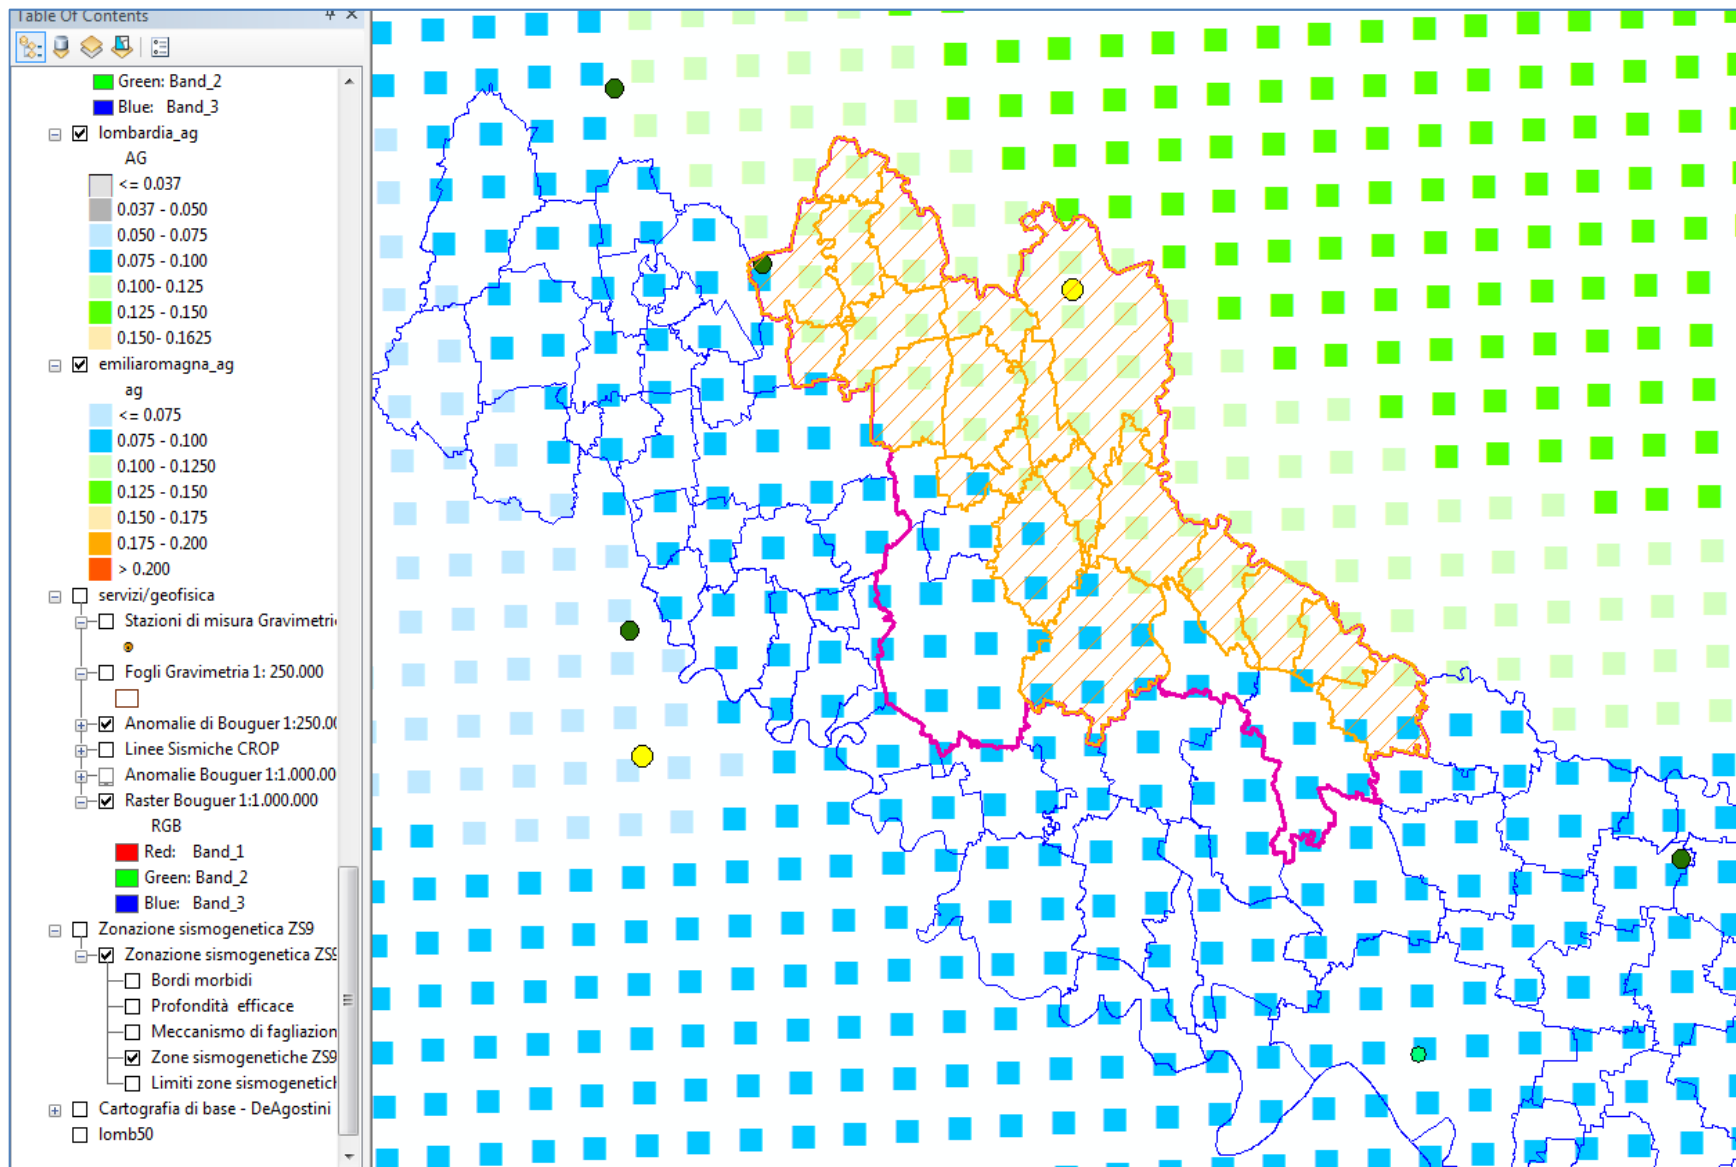 Table Of Contents
Green: Band_2
Blue: Band_3
lombardia_ag
AG
<= 0.037
0.037 - 0.050
0.050 - 0.075
0.075 - 0.100
0.100- 0.125
0.125 - 0.150
0.150- 0.1625
emiliaromagna_ag
ag
<= 0.075
0.075 - 0.100
0.100 - 0.1250
0.125 - 0.150
0.150 - 0.175
0.175 - 0.200
> 0.200
servizi/geofisica
Stazioni di misura Gravimetri
Fogli Gravimetria 1: 250.000
Anomalie di Bouguer 1:250.00
Linee Sismiche CROP
Anomalie Bouguer 1:1.000.00
Raster Bouguer 1:1.000.000
RGB
Red: Band_1
Green: Band_2
Blue: Band_3
Zonazione sismogenetica ZS9
Zonazione sismogenetica ZS9
Bordi morbidi
Profondità efficace
Meccanismo di fagliazion
Zone sismogenetiche ZS9
Limiti zone sismogenetich
Cartografia di base - DeAgostini
lomb50